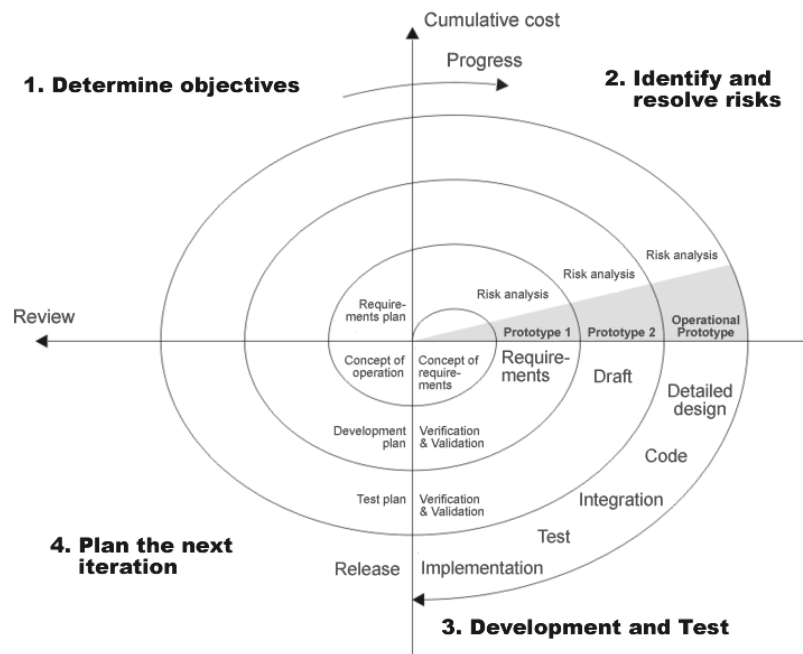 Cumulative cost
Progress
1. Determine objectives
2. Identify and
resolve risks
Risk analysis
Risk analysis
Risk analysis
Require-
ments plan
Prototype 1
Prototype 2
Operational
Prototype
Review
Concept of
operation
Concept of
require-
ments
Require-
ments
Draft
Detailed
design
Development
plan
Verification
& Validation
Code
Test plan
Verification
& Validation
Integration
Test
4. Plan the next
iteration
Release
Implementation
3. Development and Test